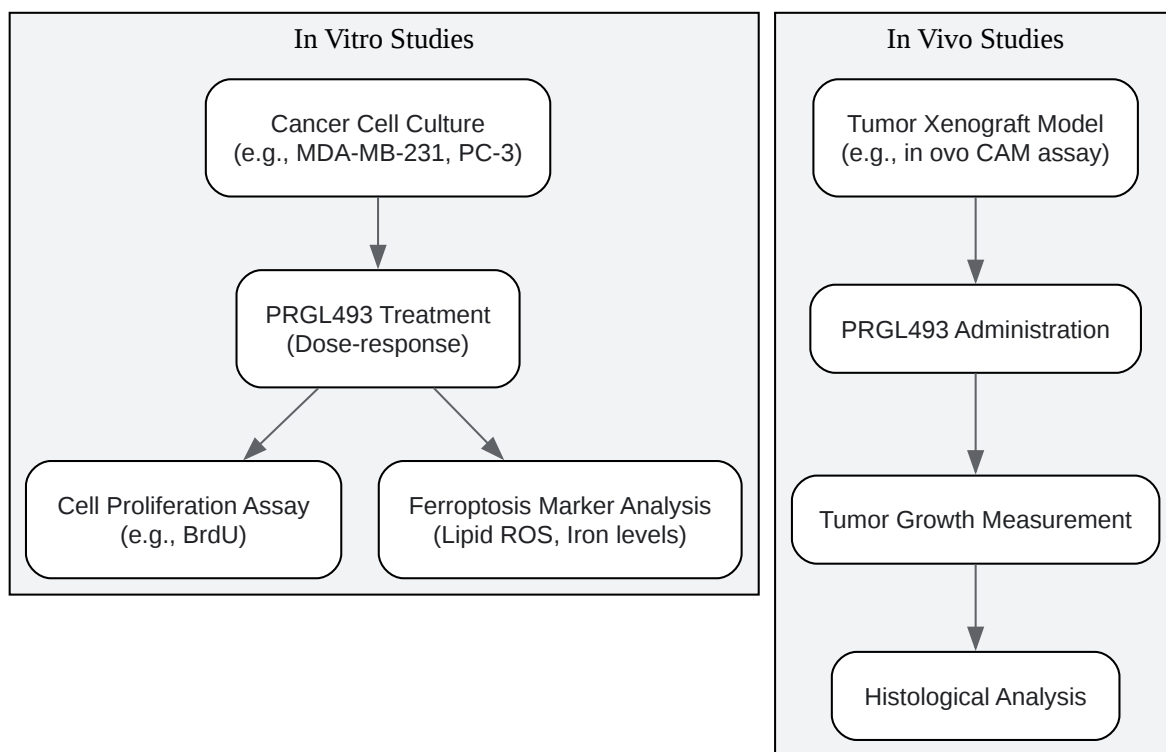 In Vitro Studies
Cancer Cell Culture
(e.g., MDA-MB-231, PC-3)
PRGL493 Treatment
(Dose-response)
Cell Proliferation Assay
(e.g., BrdU)
Ferroptosis Marker Analysis
(Lipid ROS, Iron levels)
In Vivo Studies
Tumor Xenograft Model
(e.g., in ovo CAM assay)
PRGL493 Administration
Tumor Growth Measurement
Histological Analysis